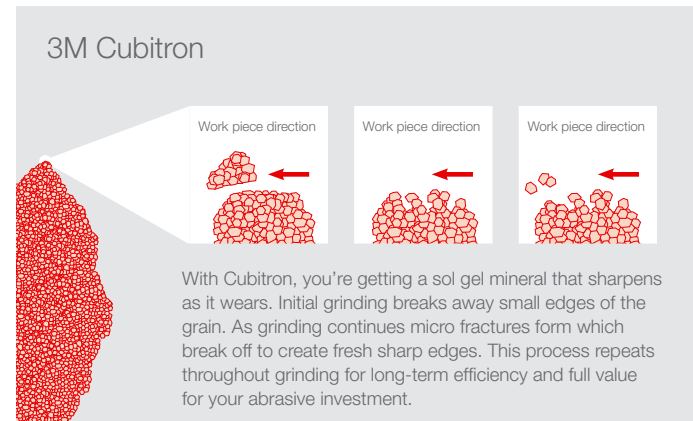 3M Cubitron
Work piece direction
Work piece direction
Work piece direction
With Cubitron, you're getting a sol gel mineral that sharpens
as it wears. Initial grinding breaks away small edges of the
grain. As grinding continues micro fractures form which
break off to create fresh sharp edges. This process repeats
throughout grinding for long-term efficiency and full value
for your abrasive investment.